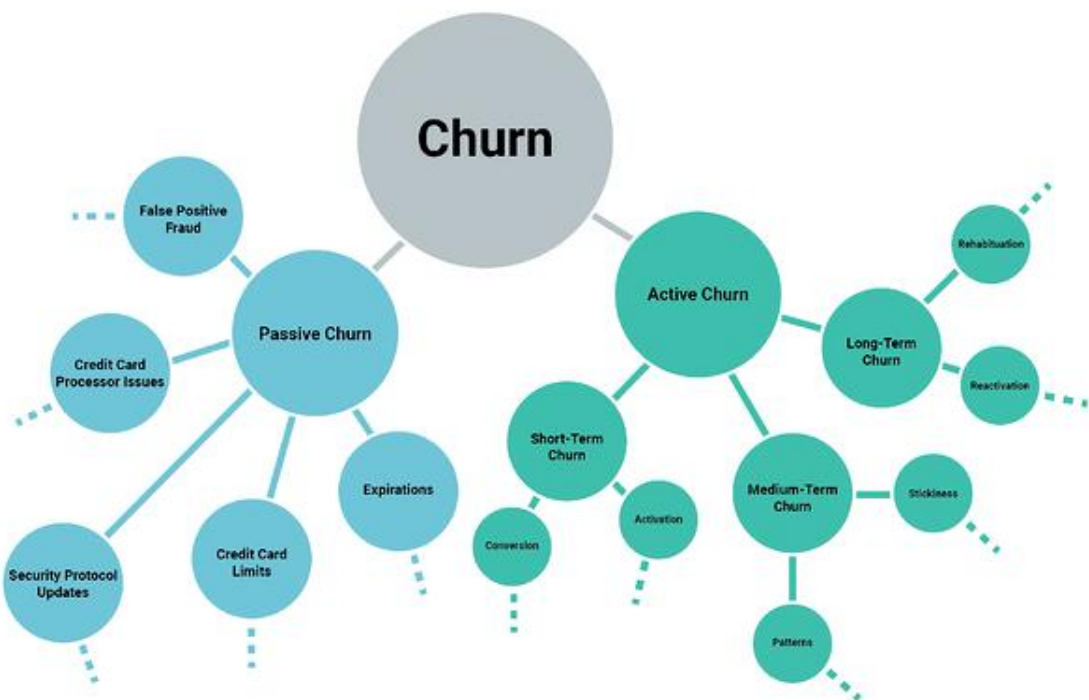 Churn
False Positive
Fraud
Passive Churn
Credit Card
Processor Issues
Security Protocol
Updates
Credit Card
Limits
Expirations
Active Churn
Short-Term
Churn
Conversion
Activation
Medium-Term
Churn
Stickiness
Patterns
Long-Term
Churn
Rehabituation
Reactivation